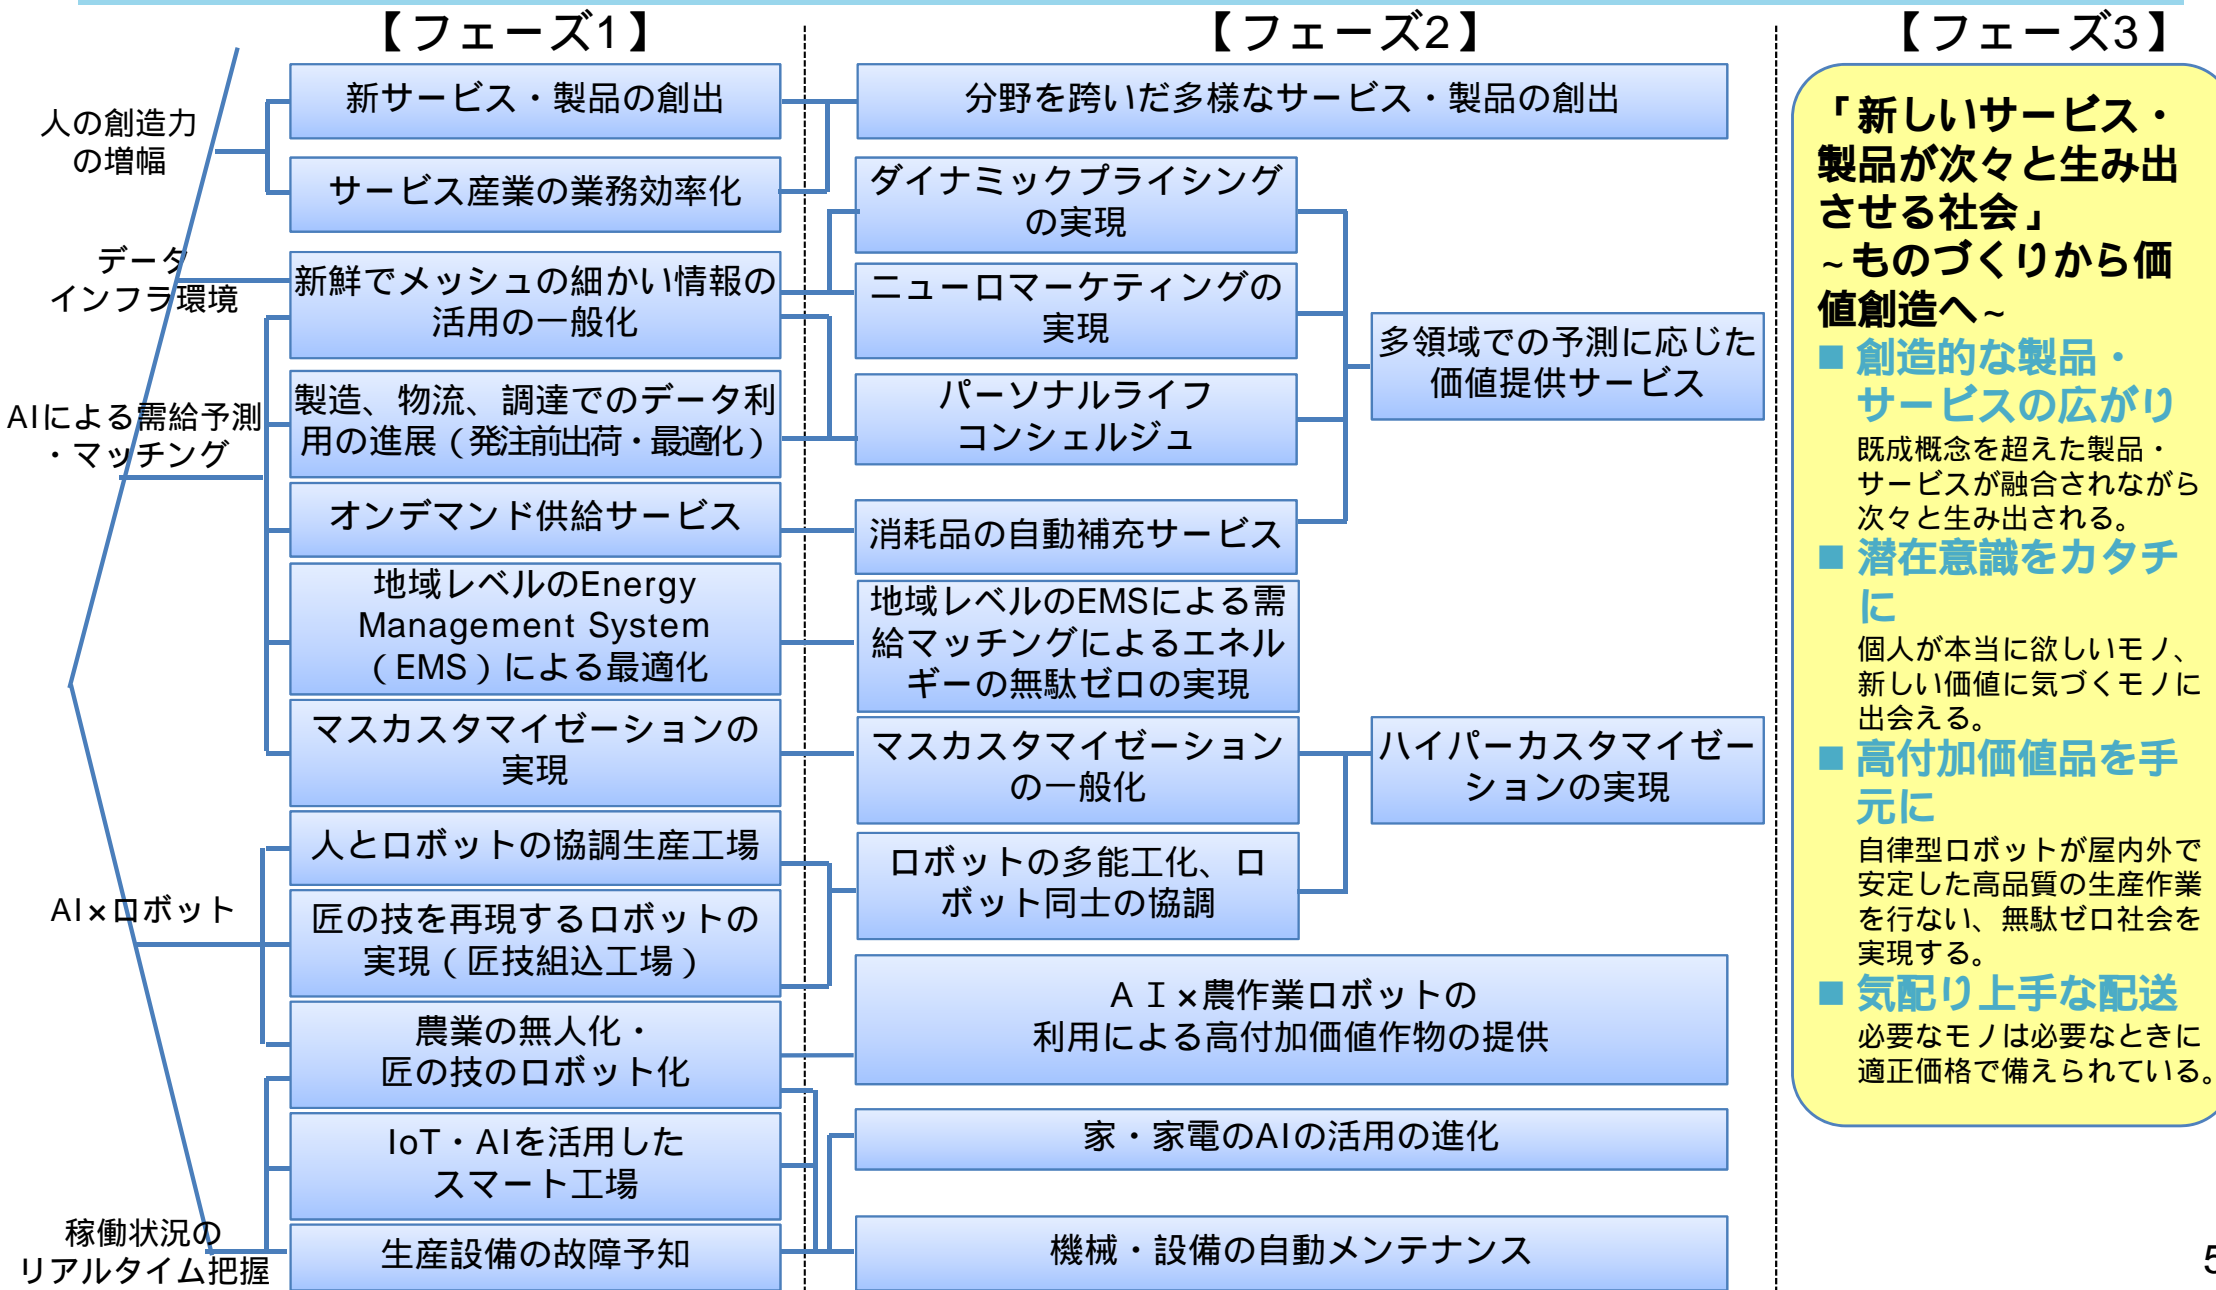 【フェーズ1】
【フェーズ2】
【フェーズ3】
人の創造力
の増幅
データ
インフラ環境
AIによる需給予測
・マッチング
AI×ロボット
稼働状況の
リアルタイム把握
新サービス・製品の創出
サービス産業の業務効率化
新鮮でメッシュの細かい情報の
活用の一般化
製造、物流、調達でのデータ利
用の進展（発注前出荷・最適化）
オンデマンド供給サービス
地域レベルのEnergy
Management System
（EMS）による最適化
マスカスタマイゼーションの
実現
人とロボットの協調生産工場
匠の技を再現するロボットの
実現（匠技組込工場）
農業の無人化・
匠の技のロボット化
IoT・AIを活用した
スマート工場
生産設備の故障予知
分野を跨いだ多様なサービス・製品の創出
ダイナミックプライシング
の実現
ニューロマーケティングの
実現
パーソナルライフ
コンシェルジュ
消耗品の自動補充サービス
地域レベルのEMSによる需
給マッチングによるエネル
ギーの無駄ゼロの実現
マスカスタマイゼーション
の一般化
ロボットの多能工化、ロ
ボット同士の協調
ＡＩ×農作業ロボットの
利用による高付加価値作物の提供
家・家電のAIの活用の進化
機械・設備の自動メンテナンス
多領域での予測に応じた
価値提供サービス
ハイパーカスタマイゼー
ションの実現
「新しいサービス・
製品が次々と生み出
させる社会」
~ものづくりから価
値創造へ~
■ 創造的な製品・
サービスの広がり
既成概念を超えた製品・
サービスが融合されながら
次々と生み出される。
■ 潜在意識をカタチ
に
個人が本当に欲しいモノ、
新しい価値に気づくモノに
出会える。
■ 高付加価値品を手
元に
自律型ロボットが屋内外で
安定した高品質の生産作業
を行ない、無駄ゼロ社会を
実現する。
■ 気配り上手な配送
必要なモノは必要なときに
適正価格で備えられている。